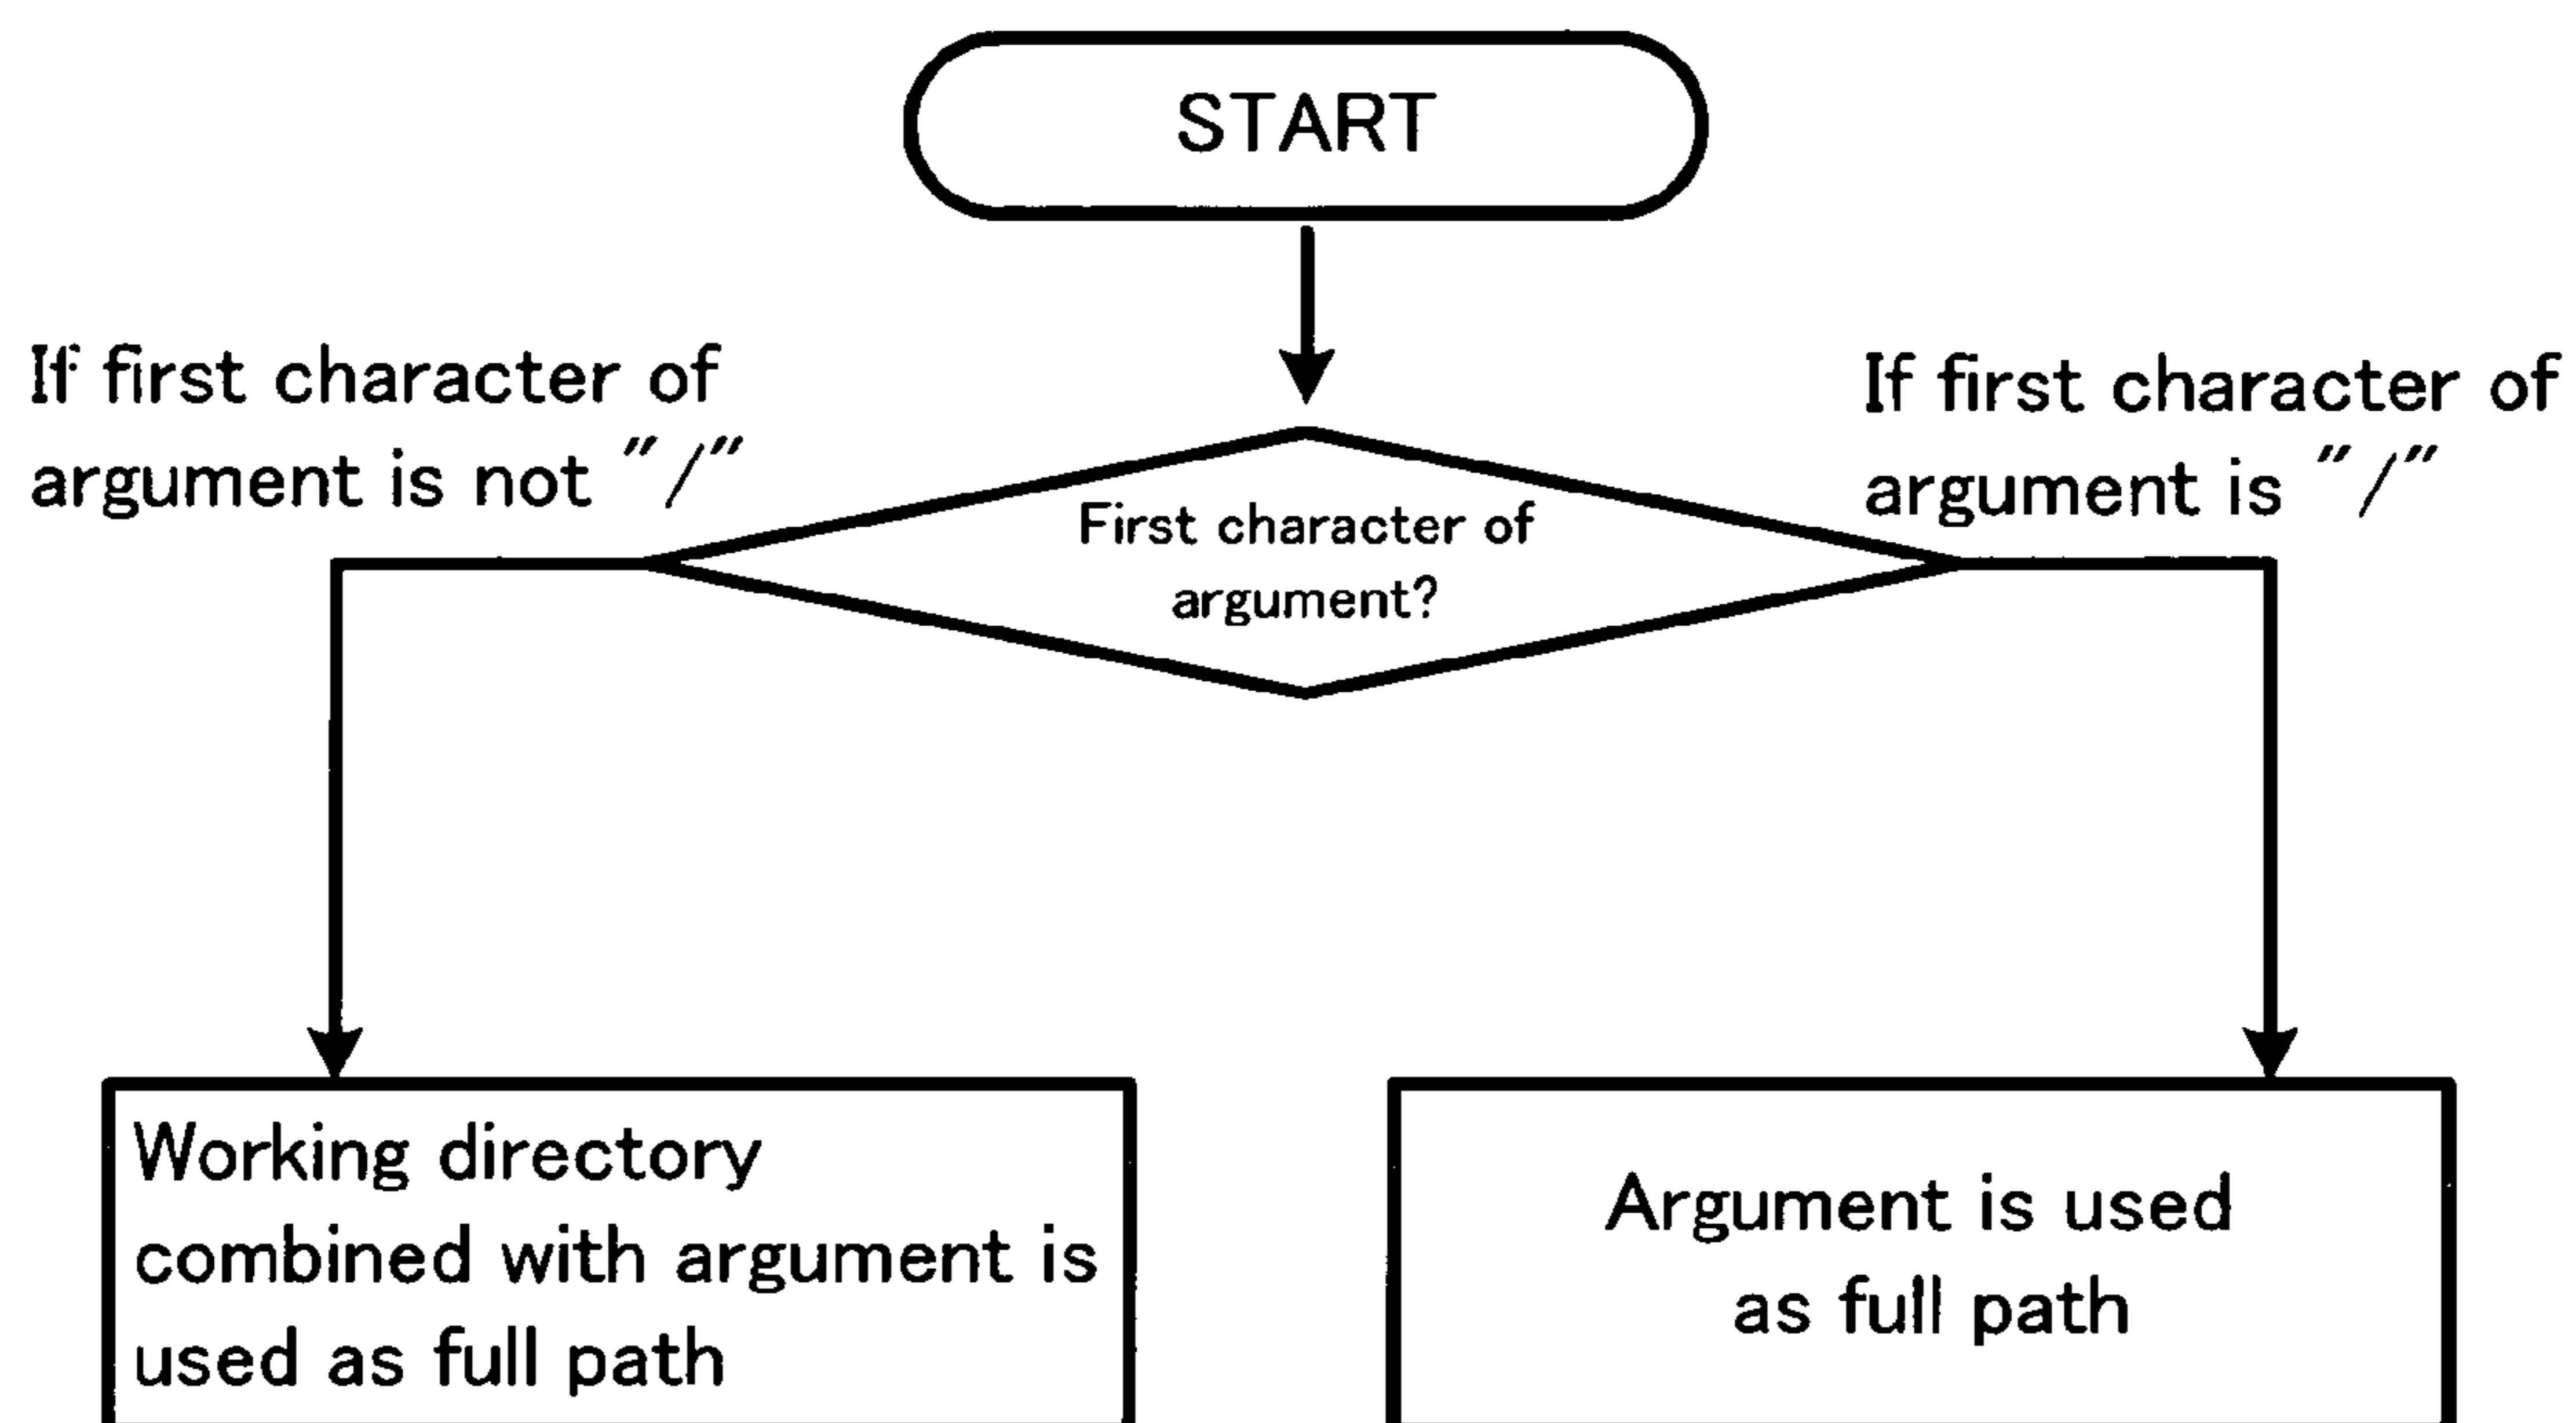 START
If first character of
argument is not "/"
If first character of
argument is "/"
First character of
argument?
Working directory
combined with argument is
used as full path
Argument is used
as full path